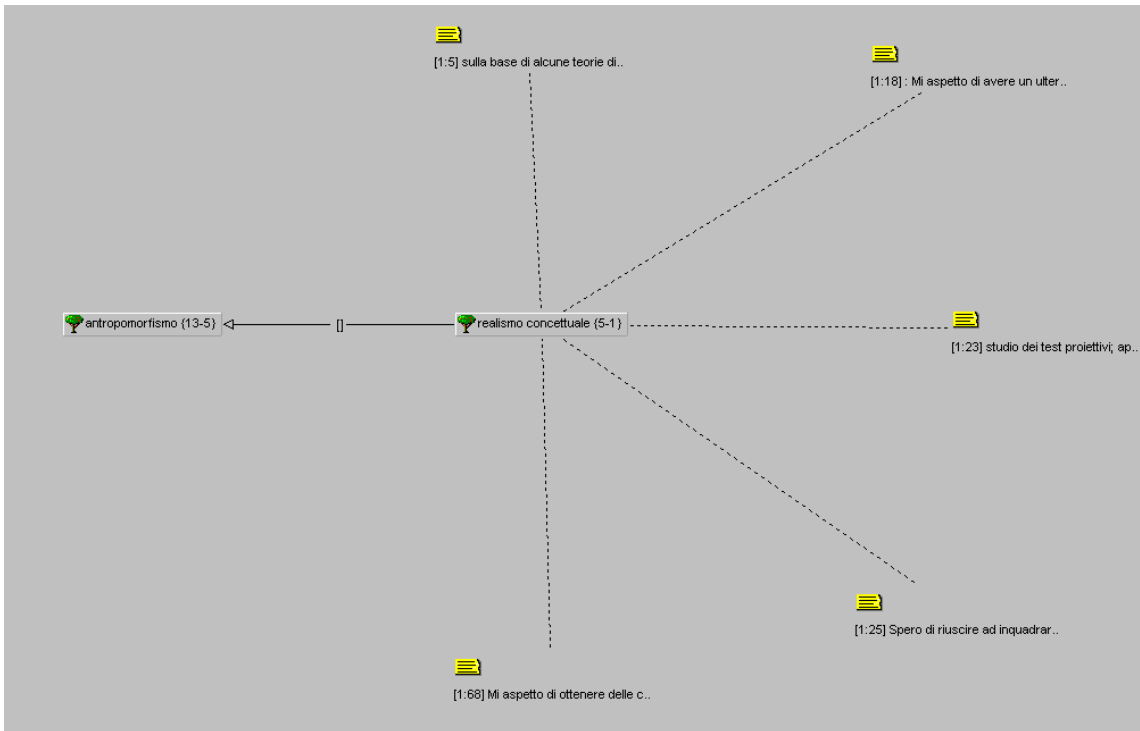 [1:5] sulla base di alcune teorie di..
[1:18] : Mi aspetto di avere un ulter..
antropomorfismo {13-5}
[]
realismo concettuale {5-1}
[1:23] studio dei test proiettivi; ap..
[1:25] Spero di riuscire ad inquadrar..
[1:68] Mi aspetto di ottenere delle c..